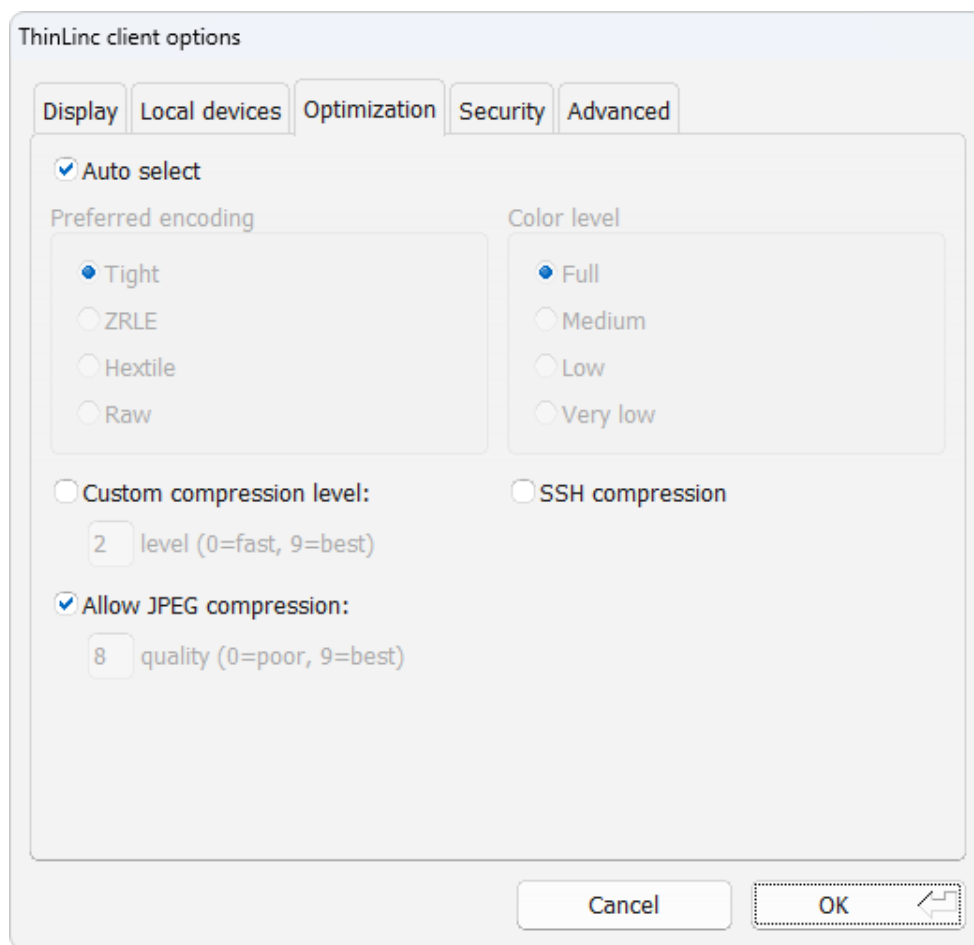 ThinLinc client options
Display Local devices Optimization Security Advanced
Auto select
Preferred encoding
Tight
ZRLE
Hextile
Raw
Color level
Full
Medium
Low
Very low
Custom compression level:
2 level (0=fast, 9=best)
SSH compression
Allow JPEG compression:
8 quality (0=poor, 9=best)
Cancel OK